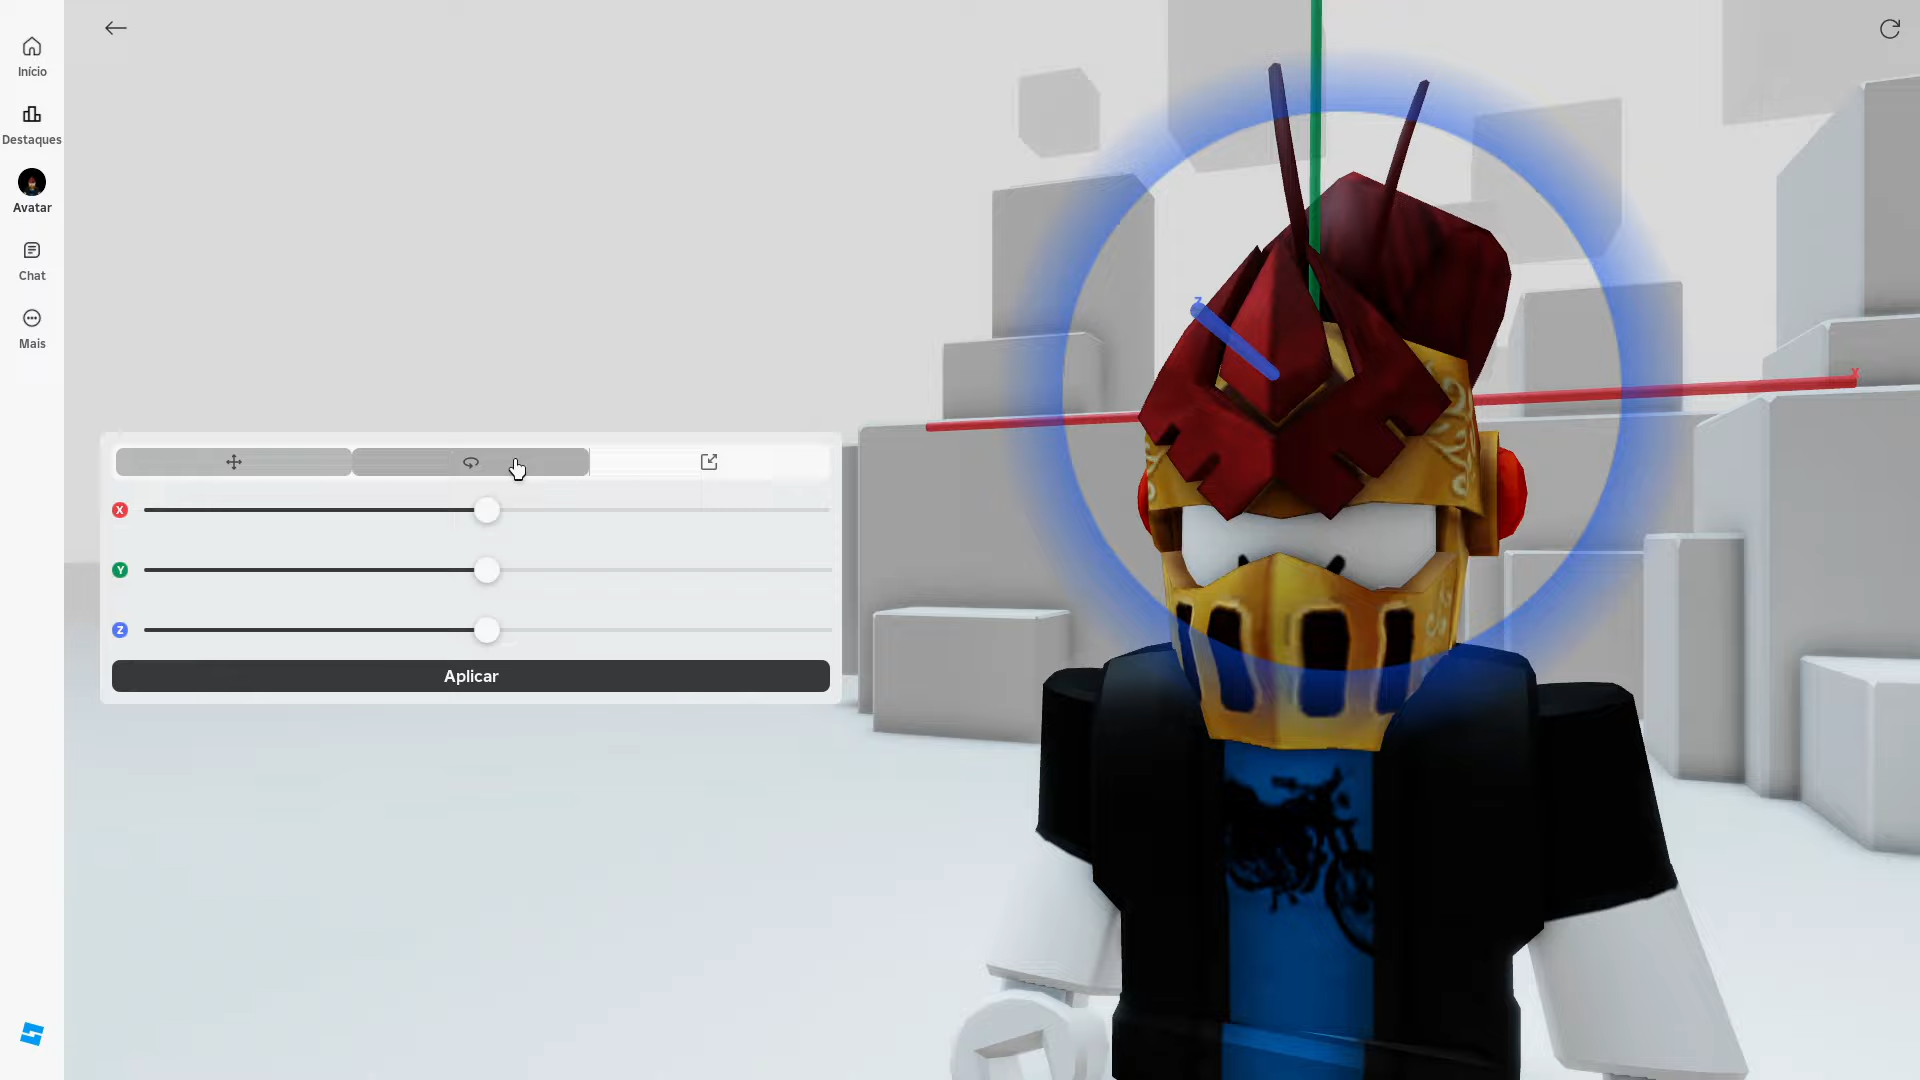 Início
Destaques
Avatar
Chat
Mais
X
Y
Z
Aplicar
Z
X